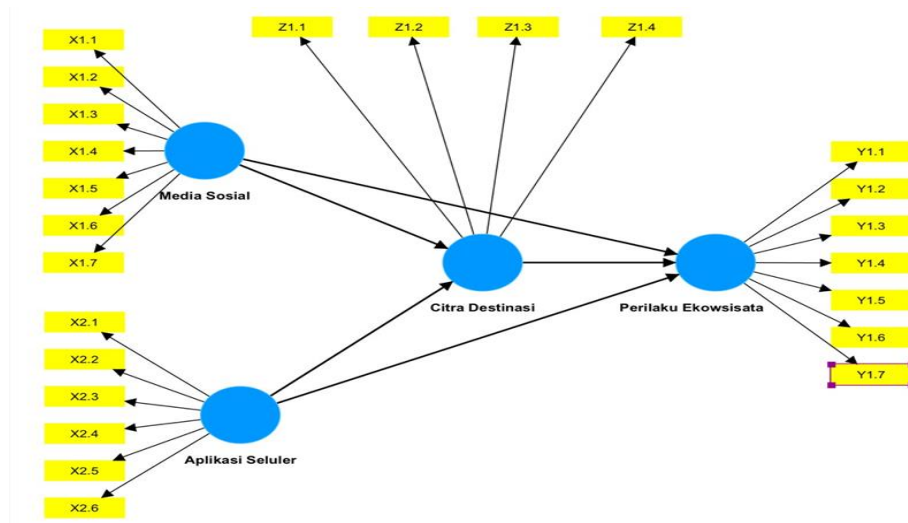 Z1.1
Z1.2
Z1.3
Z1.4
X1.1
X1.2
X1.3
X1.4
X1.5
X1.6
X1.7
Media Sosial
Y1.1
Y1.2
Y1.3
Y1.4
Y1.5
Y1.6
Y1.7
Citra Destinasi
Perilaku Ekowsisata
X2.1
X2.2
X2.3
X2.4
X2.5
X2.6
Aplikasi Seluler